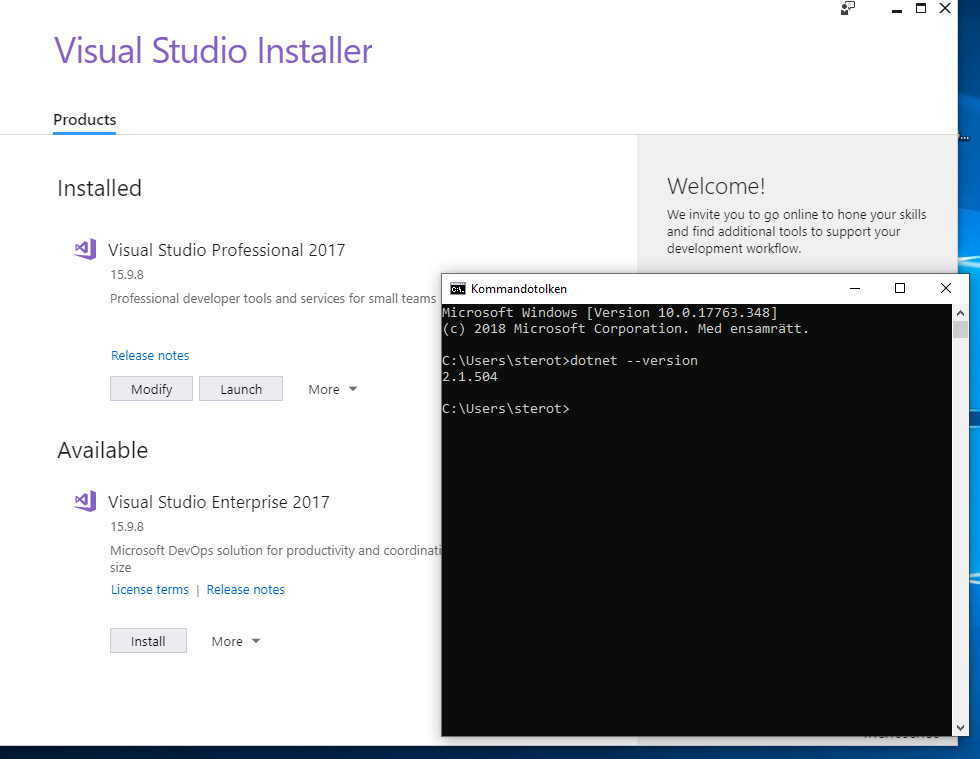 Visual Studio Installer
Products
Installed
Visual Studio Professional 2017
15.9.8
Professional developer tools and services for small teams
Release notes
Modify Launch More
Available
Visual Studio Enterprise 2017
15.9.8
Microsoft DevOps solution for productivity and
size
License terms | Release notes
Install More
Welcome!
We invite you to go online to hone your skills
and find additional tools to support your
development workflow.
Kommandotolken
Microsoft Windows [Version 10.0.17763.348]
(c) 2018 Microsoft Corporation. Med ensamrätt.
C:\Users\sterot>dotnet --version
2.1.504
C:\Users\sterot>